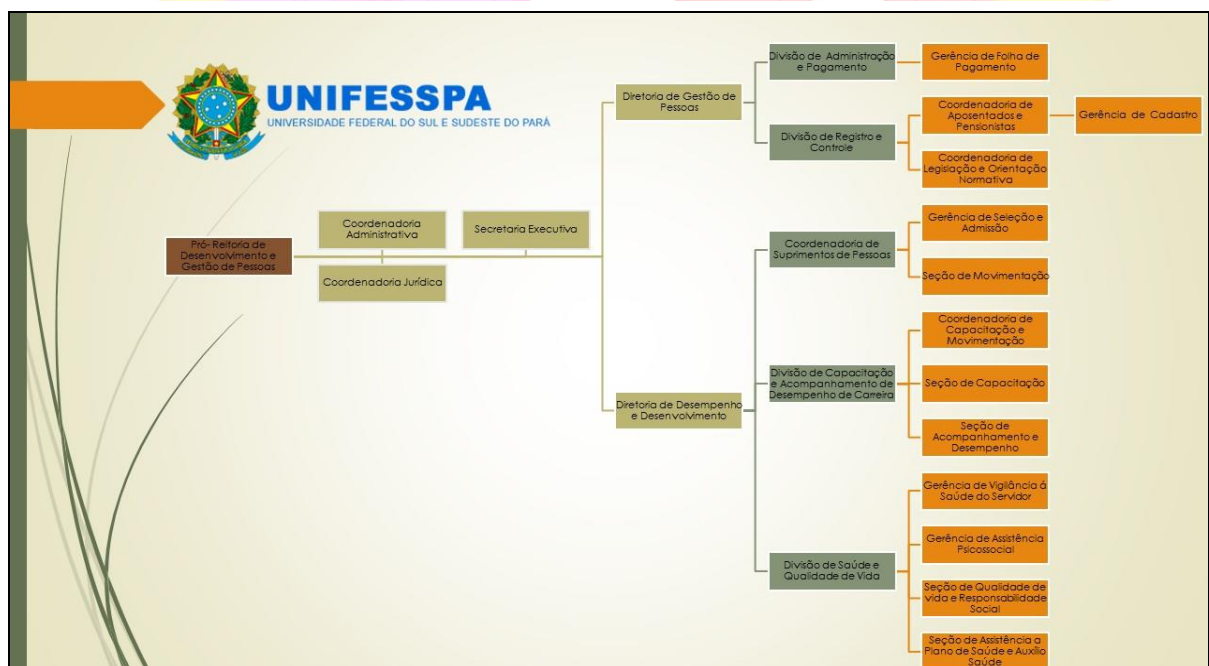 UNIFESSPA
UNIVERSIDADE FEDERAL DO SUL E SUDESTE DO PARÁ
Pró- Reitoria de
Desenvolvimento e
Gestão de Pessoas
Coordenadoria
Administrativa
Secretaria Executiva
Coordenadoria Jurídica
Diretoria de Gestão de
Pessoas
Divisão de Administração
e Pagamento
Gerência de Folha de
Pagamento
Divisão de Registro e
Controle
Coordenadoria de
Aposentados e
Pensionistas
Gerência de Cadastro
Coordenadoria de
Legislação e Orientação
Normativa
Diretoria de Desempenho
e Desenvolvimento
Coordenadoria de
Suprimentos de Pessoas
Gerência de Seleção e
Admissão
Seção de Movimentação
Divisão de Capacitação
e Acompanhamento de
Desempenho de Carreira
Coordenadoria de
Capacitação e
Movimentação
Seção de Capacitação
Seção de
Acompanhamento e
Desempenho
Divisão de Saúde e
Qualidade de Vida
Gerência de Vigilância á
Saúde do Servidor
Gerência de Assistência
Psicossocial
Seção de Qualidade de
vida e Responsabilidade
Social
Seção de Assistência a
Plano de Saúde e Auxílio
Saúde